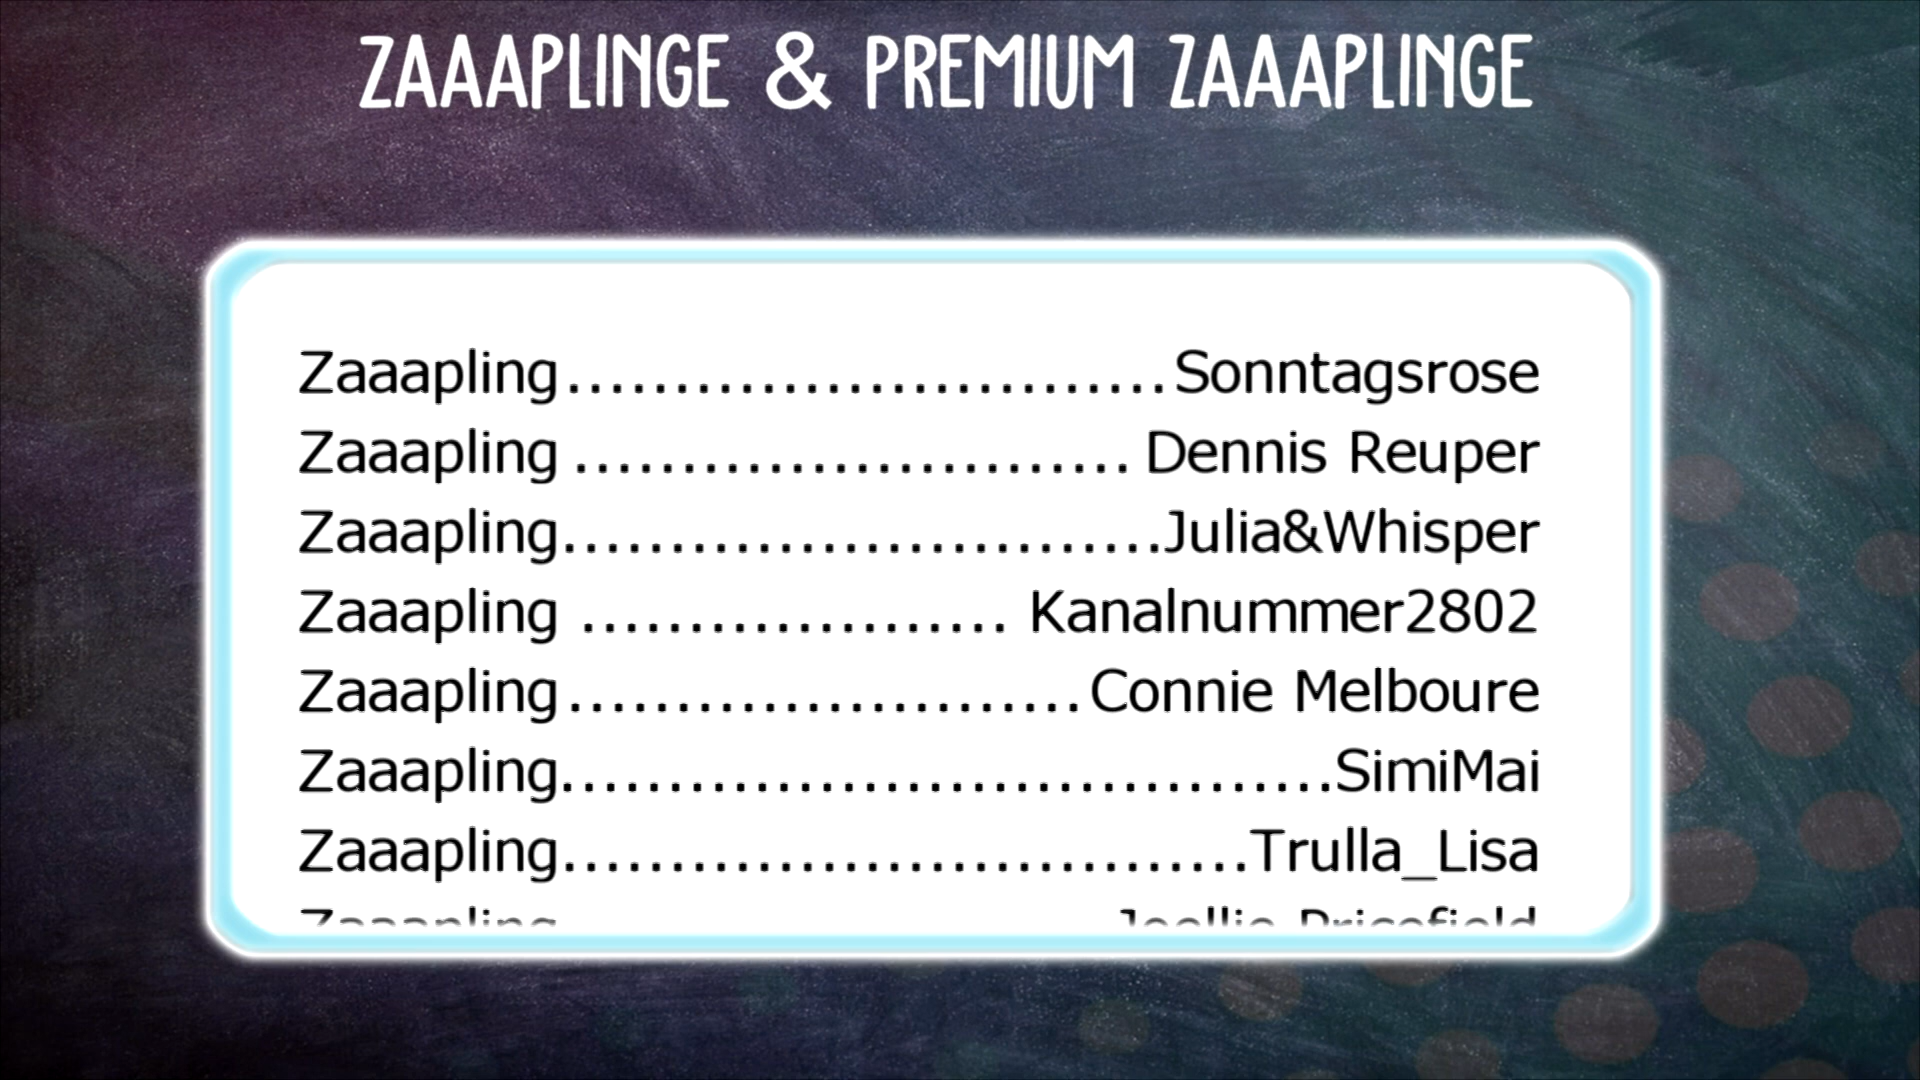 ZAAAPLINGE & PREMIUM ZAAAPLINGE
Zaaapling............................Sonntagsrose
Zaaapling .......................... Dennis Reuper
Zaaapling............................Julia&Whisper
Zaaapling .................... Kanalnummer2802
Zaaapling........................Connie Melboure
Zaaapling....................................SimiMai
Zaaapling................................Trulla_Lisa
Zaaapling